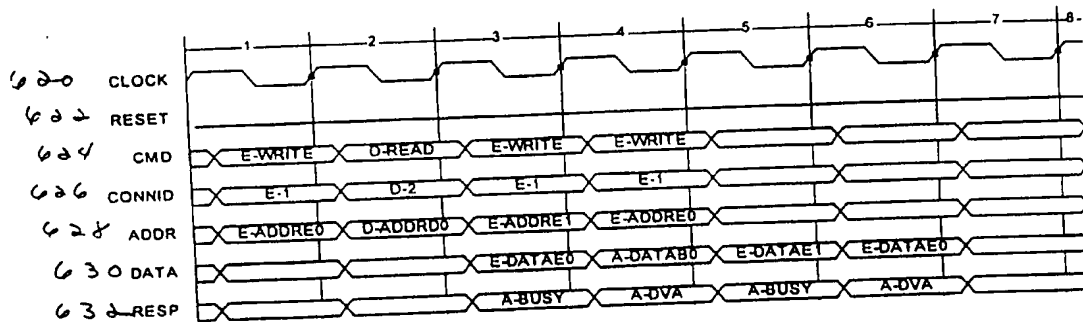 1 2 3 4 5 6 7 8
620 CLOCK
622 RESET
624 CMD E-WRITE D-READ E-WRITE E-WRITE
626 CONNID E-1 D-2 E-1 E-1
628 ADDR E-ADDRE0 D-ADDRD0 E-ADDRE1 E-ADDRE0
630 DATA E-DATAE0 A-DATAB0 E-DATAE1 E-DATAE0
632 RESP A-BUSY A-DVA A-BUSY A-DVA